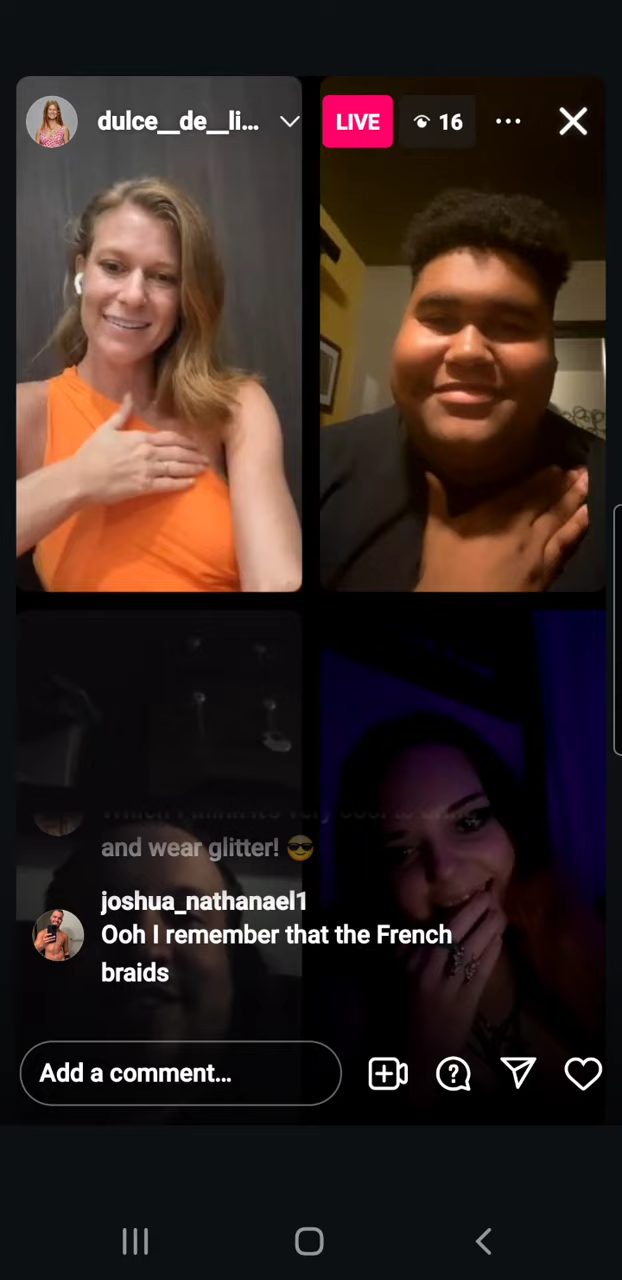 dulce__de__li...
LIVE
16
and wear glitter! 😎
joshua_nathanael1
Ooh I remember that the French
braids
Add a comment...